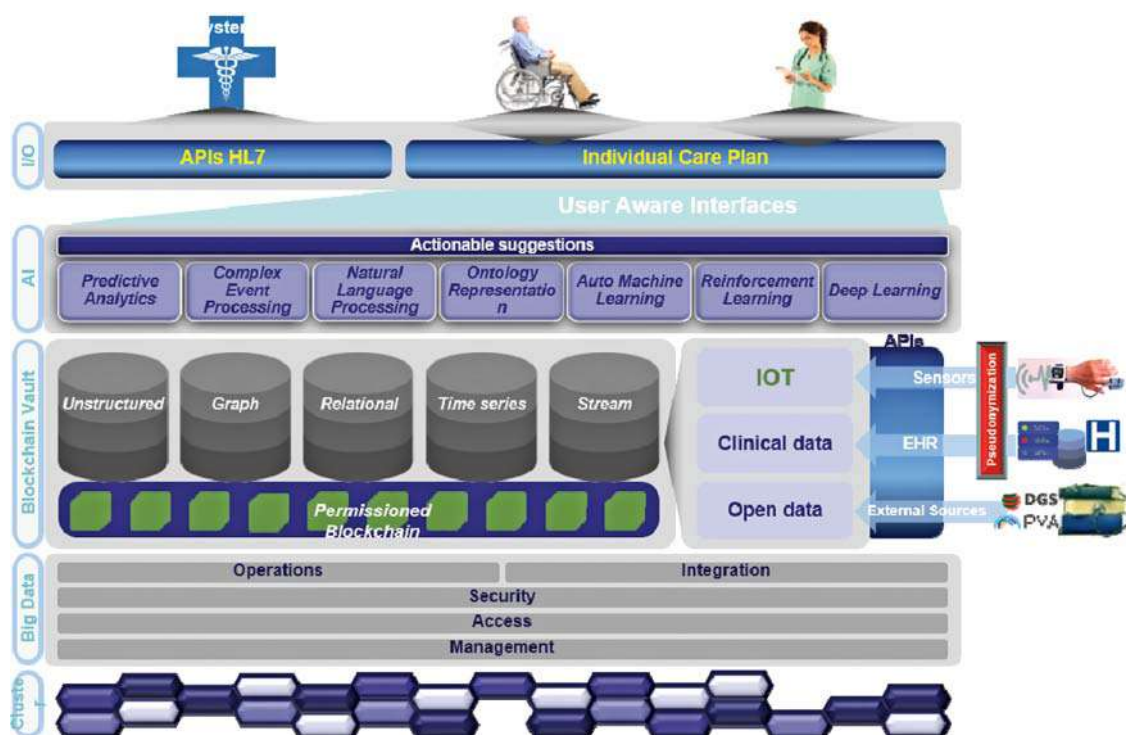 ystem
I/O
APIs HL7
Individual Care Plan
User Aware Interfaces
AI
Actionable suggestions
Predictive
Analytics
Complex
Event
Processing
Natural
Language
Processing
Ontology
Representatio
n
Auto Machine
Learning
Reinforcement
Learning
Deep Learning
Blockchain Vault
Unstructured
Graph
Relational
Time series
Stream
Permissioned
Blockchain
IOT
Clinical data
Open data
APIs
Sensors
EHR
External Sources
Pseudonymization
H
DGS
PVA
Big Data
Operations
Integration
Security
Access
Management
Cluste
r